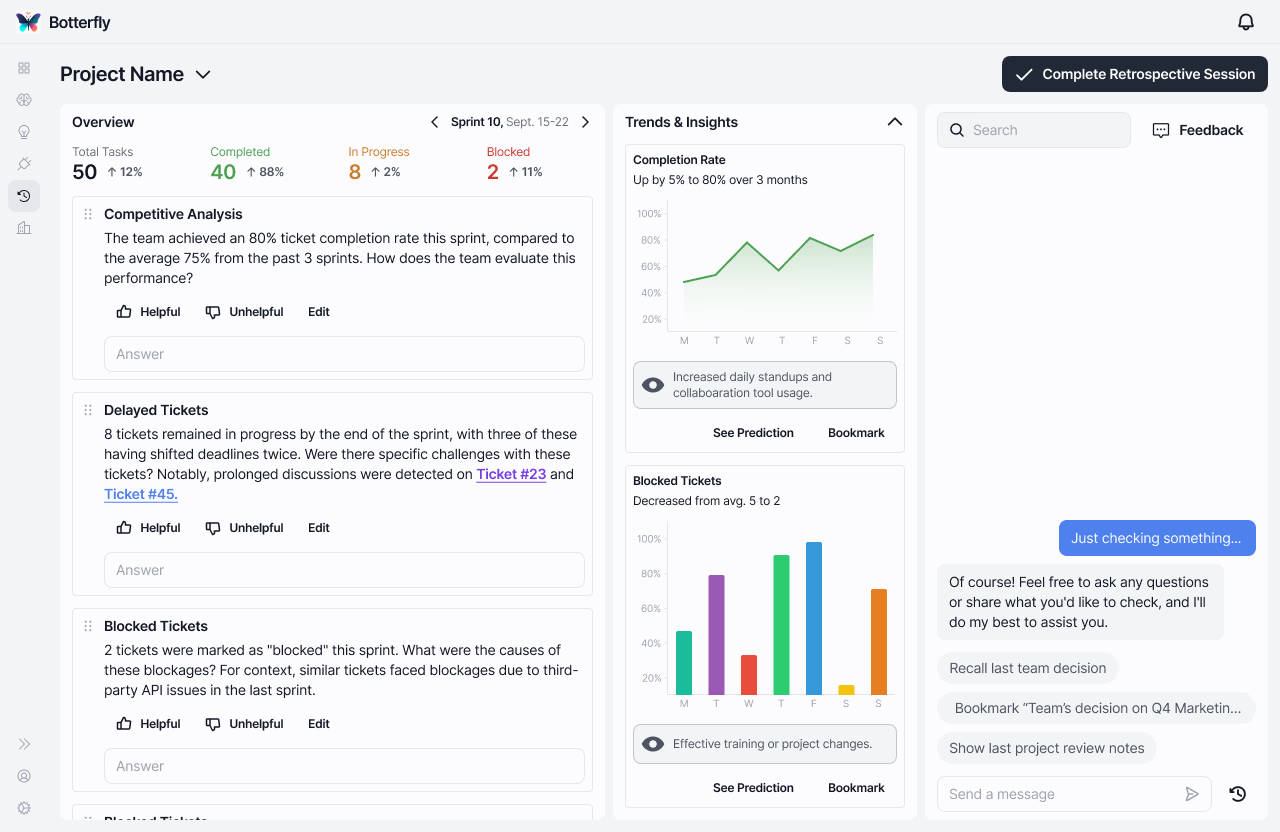 Botterfly
Project Name
Complete Retrospective Session
Overview
Sprint 10, Sept. 15-22
Total Tasks
50 ↑ 12%
Completed
40 ↑ 88%
In Progress
8 ↑ 2%
Blocked
2 ↑ 11%
Competitive Analysis
The team achieved an 80% ticket completion rate this sprint, compared to
the average 75% from the past 3 sprints. How does the team evaluate this
performance?
Helpful Unhelpful Edit
Answer
Delayed Tickets
8 tickets remained in progress by the end of the sprint, with three of these
having shifted deadlines twice. Were there specific challenges with these
tickets? Notably, prolonged discussions were detected on Ticket #23 and
Ticket #45.
Helpful Unhelpful Edit
Answer
Blocked Tickets
2 tickets were marked as "blocked" this sprint. What were the causes of
these blockages? For context, similar tickets faced blockages due to third-
party API issues in the last sprint.
Helpful Unhelpful Edit
Answer
Blocked Tickets
Trends & Insights
Completion Rate
Up by 5% to 80% over 3 months
100%
80%
60%
40%
20%
M T W T F S S
Increased daily standups and
collaboaration tool usage.
See Prediction Bookmark
Blocked Tickets
Decreased from avg. 5 to 2
100%
80%
60%
40%
20%
M T W T F S S
Effective training or project changes.
See Prediction Bookmark
Search
Feedback
Just checking something...
Of course! Feel free to ask any questions
or share what you'd like to check, and I'll
do my best to assist you.
Recall last team decision
Bookmark “Team’s decision on Q4 Marketin...
Show last project review notes
Send a message